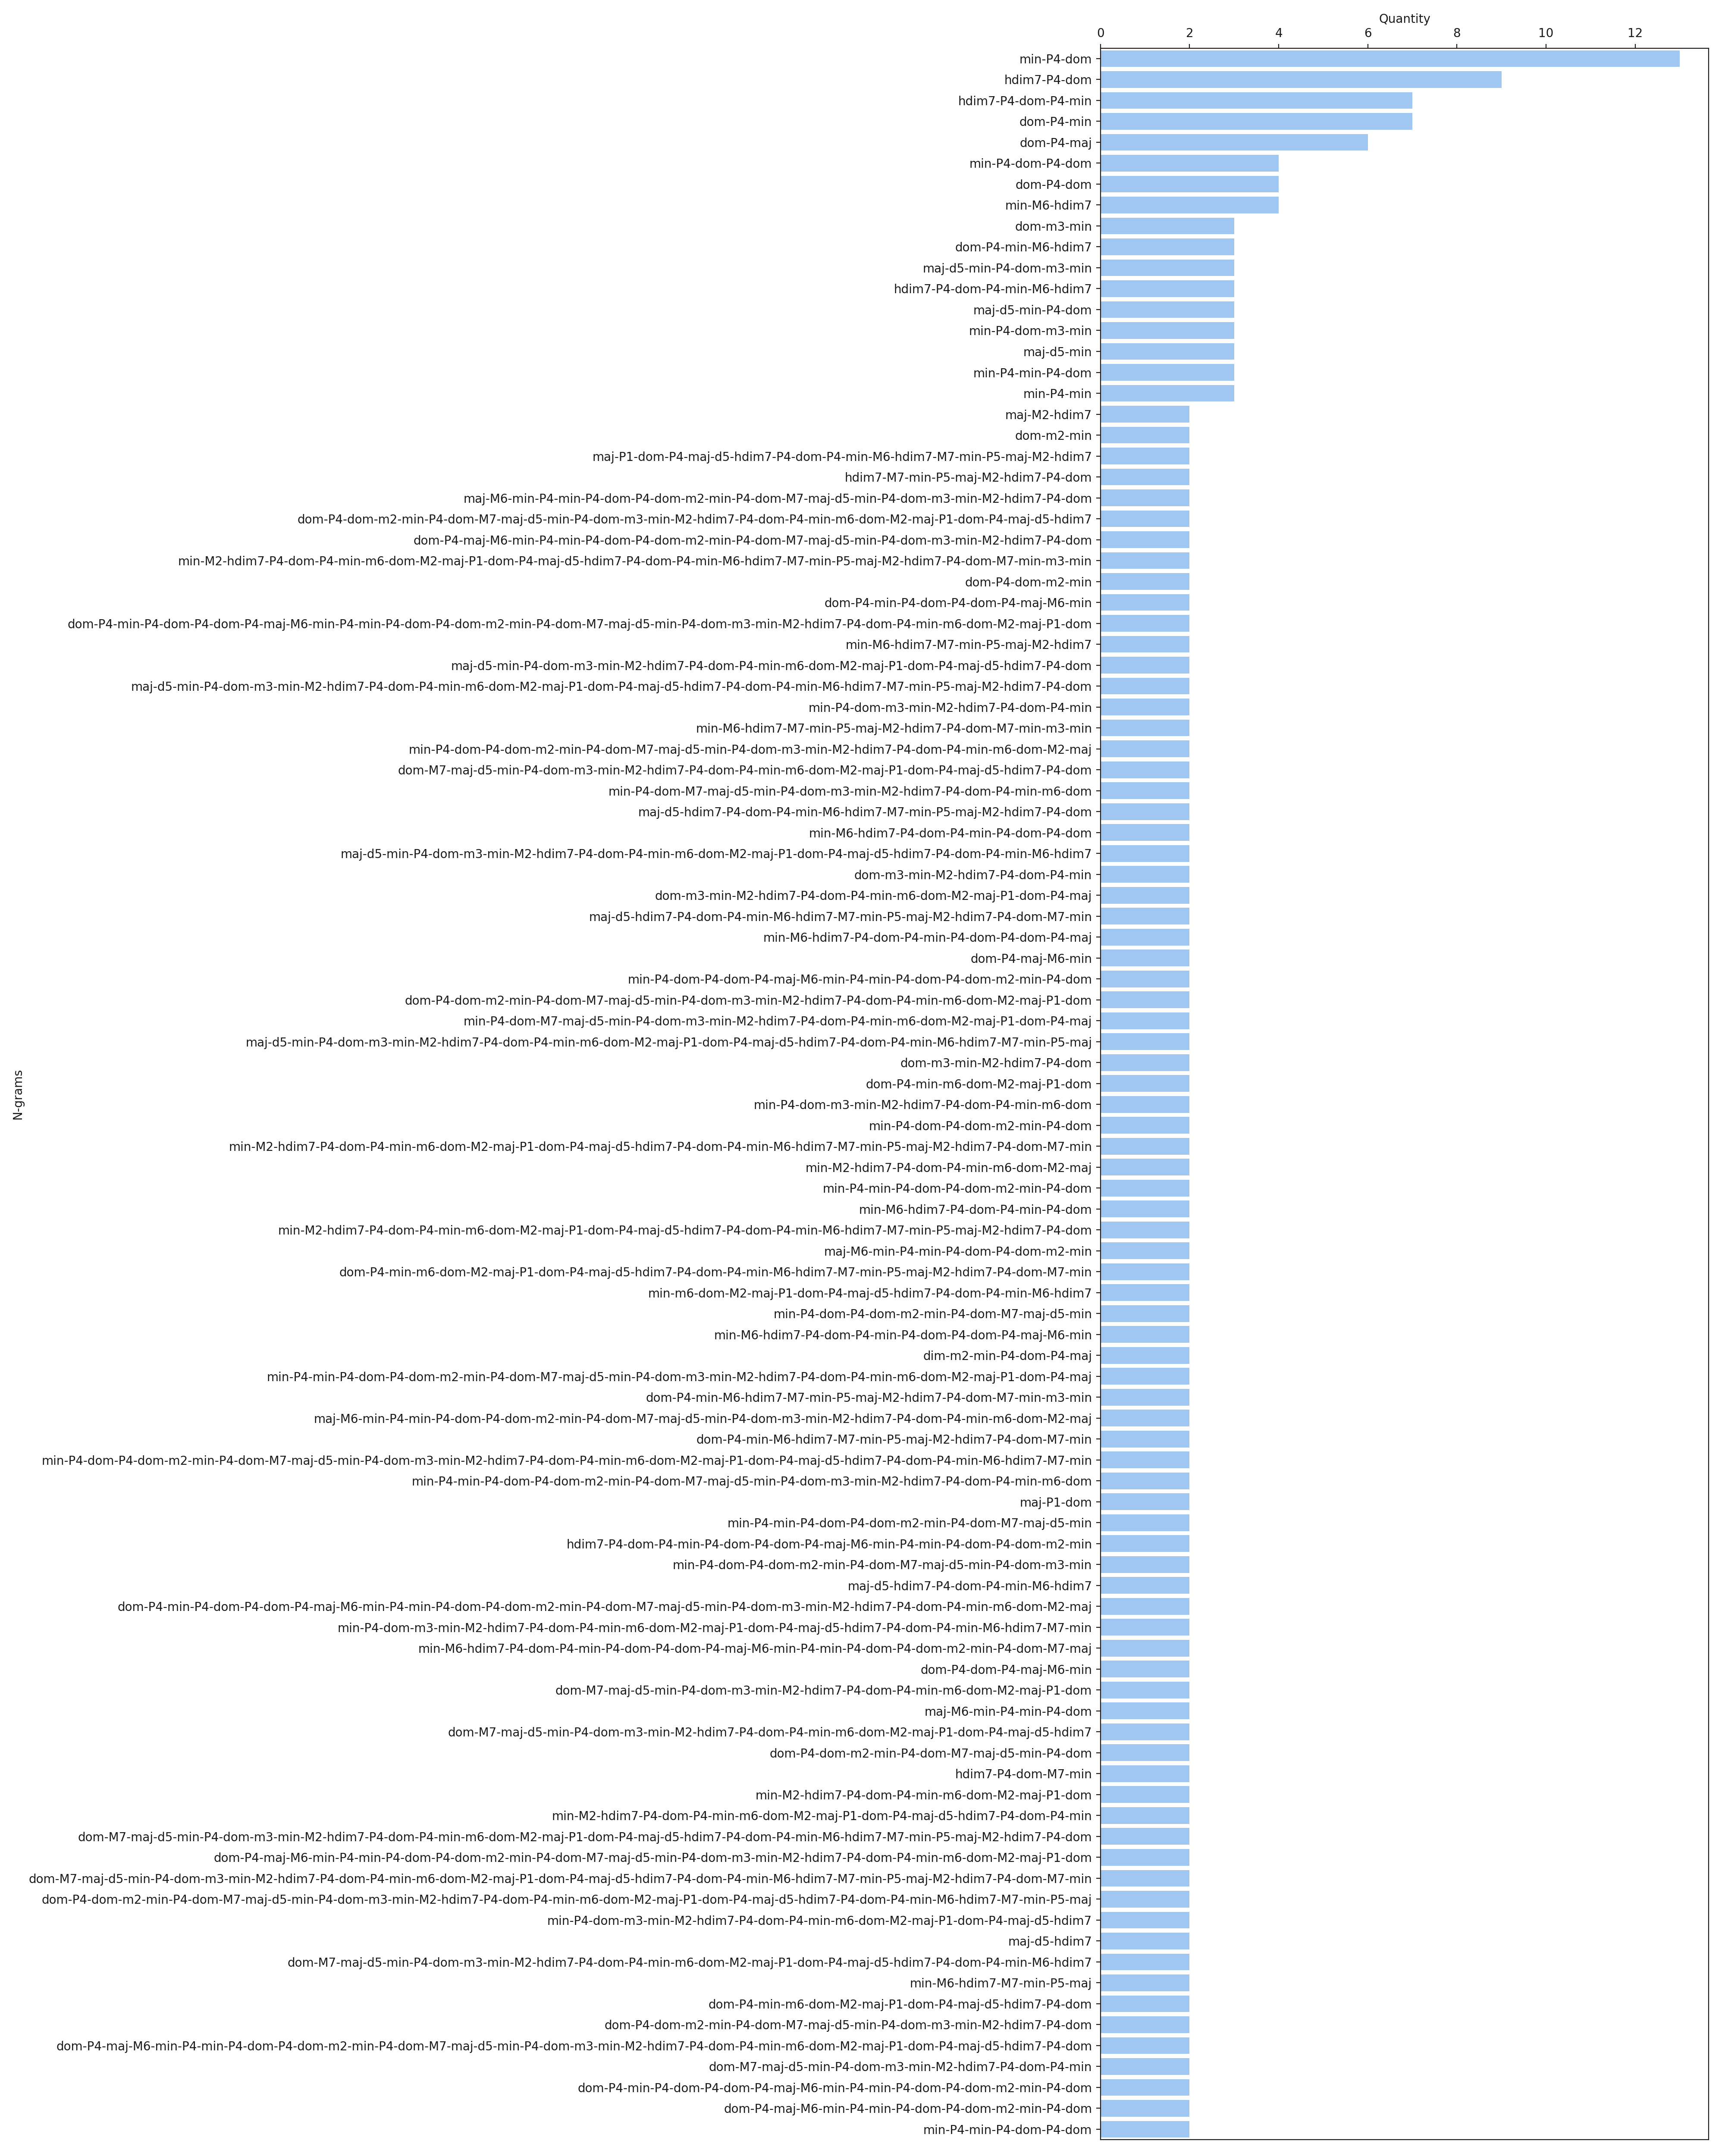 Quantity
0 2 4 6 8 10 12
min-P4-dom
hdim7-P4-dom
hdim7-P4-dom-P4-min
dom-P4-min
dom-P4-maj
min-P4-dom-P4-dom
dom-P4-dom
min-M6-hdim7
dom-m3-min
dom-P4-min-M6-hdim7
maj-d5-min-P4-dom-m3-min
hdim7-P4-dom-P4-min-M6-hdim7
maj-d5-min-P4-dom
min-P4-dom-m3-min
maj-d5-min
min-P4-min-P4-dom
min-P4-min
maj-M2-hdim7
dom-m2-min
maj-P1-dom-P4-maj-d5-hdim7-P4-dom-P4-min-M6-hdim7-M7-min-P5-maj-M2-hdim7
hdim7-M7-min-P5-maj-M2-hdim7-P4-dom
maj-M6-min-P4-min-P4-dom-P4-dom-m2-min-P4-dom-M7-maj-d5-min-P4-dom-m3-min-M2-hdim7-P4-dom
dom-P4-dom-m2-min-P4-dom-M7-maj-d5-min-P4-dom-m3-min-M2-hdim7-P4-dom-P4-min-m6-dom-M2-maj-P1-dom-P4-maj-d5-hdim7
dom-P4-maj-M6-min-P4-min-P4-dom-P4-dom-m2-min-P4-dom-M7-maj-d5-min-P4-dom-m3-min-M2-hdim7-P4-dom
min-M2-hdim7-P4-dom-P4-min-m6-dom-M2-maj-P1-dom-P4-maj-d5-hdim7-P4-dom-P4-min-M6-hdim7-M7-min-P5-maj-M2-hdim7-P4-dom-M7-min-m3-min
dom-P4-dom-m2-min
dom-P4-min-P4-dom-P4-dom-P4-maj-M6-min
dom-P4-min-P4-dom-P4-dom-P4-maj-M6-min-P4-min-P4-dom-P4-dom-m2-min-P4-dom-M7-maj-d5-min-P4-dom-m3-min-M2-hdim7-P4-dom-P4-min-m6-dom-M2-maj-P1-dom
min-M6-hdim7-M7-min-P5-maj-M2-hdim7
maj-d5-min-P4-dom-m3-min-M2-hdim7-P4-dom-P4-min-m6-dom-M2-maj-P1-dom-P4-maj-d5-hdim7-P4-dom
maj-d5-min-P4-dom-m3-min-M2-hdim7-P4-dom-P4-min-m6-dom-M2-maj-P1-dom-P4-maj-d5-hdim7-P4-dom-P4-min-M6-hdim7-M7-min-P5-maj-M2-hdim7-P4-dom
min-P4-dom-m3-min-M2-hdim7-P4-dom-P4-min
min-M6-hdim7-M7-min-P5-maj-M2-hdim7-P4-dom-M7-min-m3-min
min-P4-dom-P4-dom-m2-min-P4-dom-M7-maj-d5-min-P4-dom-m3-min-M2-hdim7-P4-dom-P4-min-m6-dom-M2-maj
dom-M7-maj-d5-min-P4-dom-m3-min-M2-hdim7-P4-dom-P4-min-m6-dom-M2-maj-P1-dom-P4-maj-d5-hdim7-P4-dom
min-P4-dom-M7-maj-d5-min-P4-dom-m3-min-M2-hdim7-P4-dom-P4-min-m6-dom
maj-d5-hdim7-P4-dom-P4-min-M6-hdim7-M7-min-P5-maj-M2-hdim7-P4-dom
min-M6-hdim7-P4-dom-P4-min-P4-dom-P4-dom
maj-d5-min-P4-dom-m3-min-M2-hdim7-P4-dom-P4-min-m6-dom-M2-maj-P1-dom-P4-maj-d5-hdim7-P4-dom-P4-min-M6-hdim7
dom-m3-min-M2-hdim7-P4-dom-P4-min
dom-m3-min-M2-hdim7-P4-dom-P4-min-m6-dom-M2-maj-P1-dom-P4-maj
maj-d5-hdim7-P4-dom-P4-min-M6-hdim7-M7-min-P5-maj-M2-hdim7-P4-dom-M7-min
min-M6-hdim7-P4-dom-P4-min-P4-dom-P4-dom-P4-maj
dom-P4-maj-M6-min
min-P4-dom-P4-dom-P4-maj-M6-min-P4-min-P4-dom-P4-dom-m2-min-P4-dom
dom-P4-dom-m2-min-P4-dom-M7-maj-d5-min-P4-dom-m3-min-M2-hdim7-P4-dom-P4-min-m6-dom-M2-maj-P1-dom
min-P4-dom-M7-maj-d5-min-P4-dom-m3-min-M2-hdim7-P4-dom-P4-min-m6-dom-M2-maj-P1-dom-P4-maj
maj-d5-min-P4-dom-m3-min-M2-hdim7-P4-dom-P4-min-m6-dom-M2-maj-P1-dom-P4-maj-d5-hdim7-P4-dom-P4-min-M6-hdim7-M7-min-P5-maj
dom-m3-min-M2-hdim7-P4-dom
N-grams
dom-P4-min-m6-dom-M2-maj-P1-dom
min-P4-dom-m3-min-M2-hdim7-P4-dom-P4-min-m6-dom
min-P4-dom-P4-dom-m2-min-P4-dom
min-M2-hdim7-P4-dom-P4-min-m6-dom-M2-maj-P1-dom-P4-maj-d5-hdim7-P4-dom-P4-min-M6-hdim7-M7-min-P5-maj-M2-hdim7-P4-dom-M7-min
min-M2-hdim7-P4-dom-P4-min-m6-dom-M2-maj
min-P4-min-P4-dom-P4-dom-m2-min-P4-dom
min-M6-hdim7-P4-dom-P4-min-P4-dom
min-M2-hdim7-P4-dom-P4-min-m6-dom-M2-maj-P1-dom-P4-maj-d5-hdim7-P4-dom-P4-min-M6-hdim7-M7-min-P5-maj-M2-hdim7-P4-dom
maj-M6-min-P4-min-P4-dom-P4-dom-m2-min
dom-P4-min-m6-dom-M2-maj-P1-dom-P4-maj-d5-hdim7-P4-dom-P4-min-M6-hdim7-M7-min-P5-maj-M2-hdim7-P4-dom-M7-min
min-m6-dom-M2-maj-P1-dom-P4-maj-d5-hdim7-P4-dom-P4-min-M6-hdim7
min-P4-dom-P4-dom-m2-min-P4-dom-M7-maj-d5-min
min-M6-hdim7-P4-dom-P4-min-P4-dom-P4-dom-P4-maj-M6-min
dim-m2-min-P4-dom-P4-maj
min-P4-min-P4-dom-P4-dom-m2-min-P4-dom-M7-maj-d5-min-P4-dom-m3-min-M2-hdim7-P4-dom-P4-min-m6-dom-M2-maj-P1-dom-P4-maj
dom-P4-min-M6-hdim7-M7-min-P5-maj-M2-hdim7-P4-dom-M7-min-m3-min
maj-M6-min-P4-min-P4-dom-P4-dom-m2-min-P4-dom-M7-maj-d5-min-P4-dom-m3-min-M2-hdim7-P4-dom-P4-min-m6-dom-M2-maj
dom-P4-min-M6-hdim7-M7-min-P5-maj-M2-hdim7-P4-dom-M7-min
min-P4-dom-P4-dom-m2-min-P4-dom-M7-maj-d5-min-P4-dom-m3-min-M2-hdim7-P4-dom-P4-min-m6-dom-M2-maj-P1-dom-P4-maj-d5-hdim7-P4-dom-P4-min-M6-hdim7-M7-min
min-P4-min-P4-dom-P4-dom-m2-min-P4-dom-M7-maj-d5-min-P4-dom-m3-min-M2-hdim7-P4-dom-P4-min-m6-dom
maj-P1-dom
min-P4-min-P4-dom-P4-dom-m2-min-P4-dom-M7-maj-d5-min
hdim7-P4-dom-P4-min-P4-dom-P4-dom-P4-maj-M6-min-P4-min-P4-dom-P4-dom-m2-min
min-P4-dom-P4-dom-m2-min-P4-dom-M7-maj-d5-min-P4-dom-m3-min
maj-d5-hdim7-P4-dom-P4-min-M6-hdim7
dom-P4-min-P4-dom-P4-dom-P4-maj-M6-min-P4-min-P4-dom-P4-dom-m2-min-P4-dom-M7-maj-d5-min-P4-dom-m3-min-M2-hdim7-P4-dom-P4-min-m6-dom-M2-maj
min-P4-dom-m3-min-M2-hdim7-P4-dom-P4-min-m6-dom-M2-maj-P1-dom-P4-maj-d5-hdim7-P4-dom-P4-min-M6-hdim7-M7-min
min-M6-hdim7-P4-dom-P4-min-P4-dom-P4-dom-P4-maj-M6-min-P4-min-P4-dom-P4-dom-m2-min-P4-dom-M7-maj
dom-P4-dom-P4-maj-M6-min
dom-M7-maj-d5-min-P4-dom-m3-min-M2-hdim7-P4-dom-P4-min-m6-dom-M2-maj-P1-dom
maj-M6-min-P4-min-P4-dom
dom-M7-maj-d5-min-P4-dom-m3-min-M2-hdim7-P4-dom-P4-min-m6-dom-M2-maj-P1-dom-P4-maj-d5-hdim7
dom-P4-dom-m2-min-P4-dom-M7-maj-d5-min-P4-dom
hdim7-P4-dom-M7-min
min-M2-hdim7-P4-dom-P4-min-m6-dom-M2-maj-P1-dom
min-M2-hdim7-P4-dom-P4-min-m6-dom-M2-maj-P1-dom-P4-maj-d5-hdim7-P4-dom-P4-min
dom-M7-maj-d5-min-P4-dom-m3-min-M2-hdim7-P4-dom-P4-min-m6-dom-M2-maj-P1-dom-P4-maj-d5-hdim7-P4-dom-P4-min-M6-hdim7-M7-min-P5-maj-M2-hdim7-P4-dom
dom-P4-maj-M6-min-P4-min-P4-dom-P4-dom-m2-min-P4-dom-M7-maj-d5-min-P4-dom-m3-min-M2-hdim7-P4-dom-P4-min-m6-dom-M2-maj-P1-dom
dom-M7-maj-d5-min-P4-dom-m3-min-M2-hdim7-P4-dom-P4-min-m6-dom-M2-maj-P1-dom-P4-maj-d5-hdim7-P4-dom-P4-min-M6-hdim7-M7-min-P5-maj-M2-hdim7-P4-dom-M7-min
dom-P4-dom-m2-min-P4-dom-M7-maj-d5-min-P4-dom-m3-min-M2-hdim7-P4-dom-P4-min-m6-dom-M2-maj-P1-dom-P4-maj-d5-hdim7-P4-dom-P4-min-M6-hdim7-M7-min-P5-maj
min-P4-dom-m3-min-M2-hdim7-P4-dom-P4-min-m6-dom-M2-maj-P1-dom-P4-maj-d5-hdim7
maj-d5-hdim7
dom-M7-maj-d5-min-P4-dom-m3-min-M2-hdim7-P4-dom-P4-min-m6-dom-M2-maj-P1-dom-P4-maj-d5-hdim7-P4-dom-P4-min-M6-hdim7
min-M6-hdim7-M7-min-P5-maj
dom-P4-min-m6-dom-M2-maj-P1-dom-P4-maj-d5-hdim7-P4-dom
dom-P4-dom-m2-min-P4-dom-M7-maj-d5-min-P4-dom-m3-min-M2-hdim7-P4-dom
dom-P4-maj-M6-min-P4-min-P4-dom-P4-dom-m2-min-P4-dom-M7-maj-d5-min-P4-dom-m3-min-M2-hdim7-P4-dom-P4-min-m6-dom-M2-maj-P1-dom-P4-maj-d5-hdim7-P4-dom
dom-M7-maj-d5-min-P4-dom-m3-min-M2-hdim7-P4-dom-P4-min
dom-P4-min-P4-dom-P4-dom-P4-maj-M6-min-P4-min-P4-dom-P4-dom-m2-min-P4-dom
dom-P4-maj-M6-min-P4-min-P4-dom-P4-dom-m2-min-P4-dom
min-P4-min-P4-dom-P4-dom